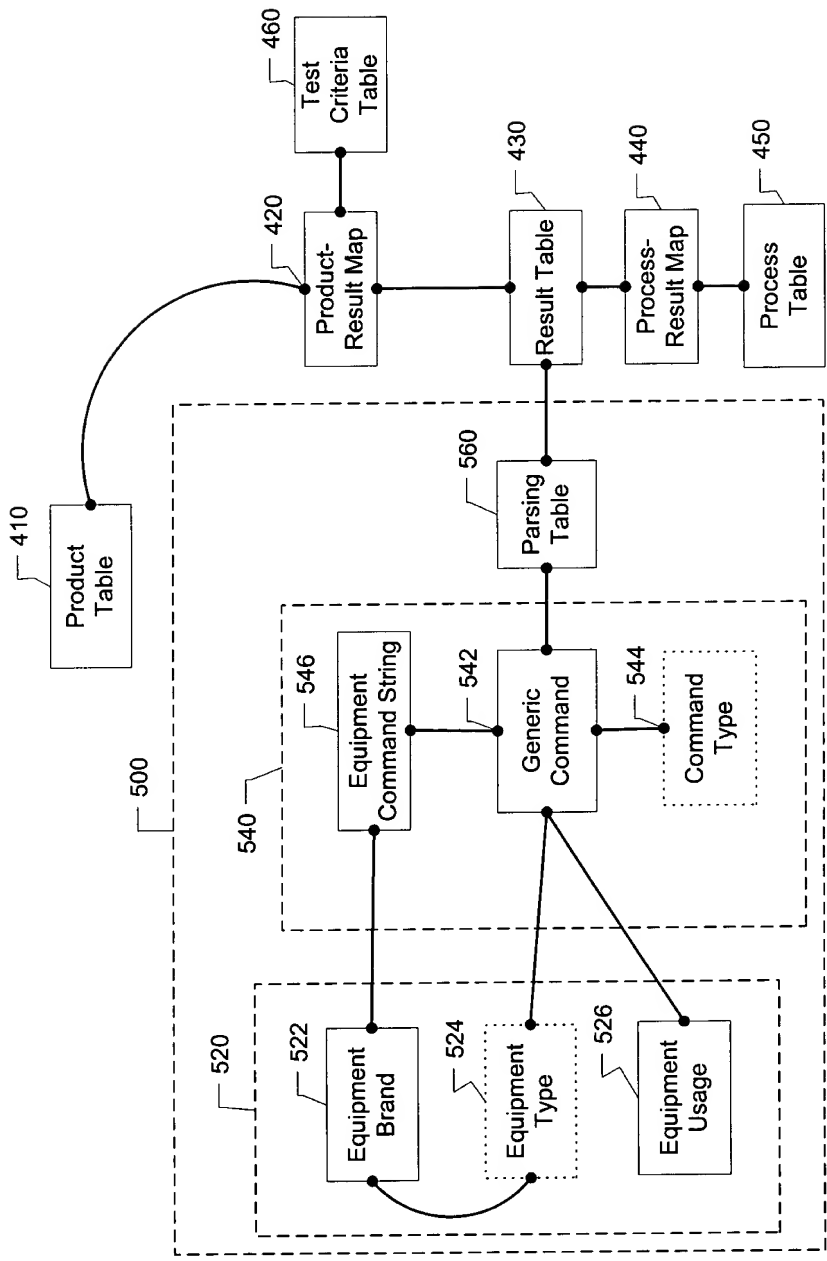 410
Product
Table
420
Product-
Result Map
460
Test
Criteria
Table
500
520
522
Equipment
Brand
524
Equipment
Type
526
Equipment
Usage
540
546
Equipment
Command String
542
Generic
Command
544
Command
Type
560
Parsing
Table
430
Result Table
440
Process-
Result Map
450
Process
Table